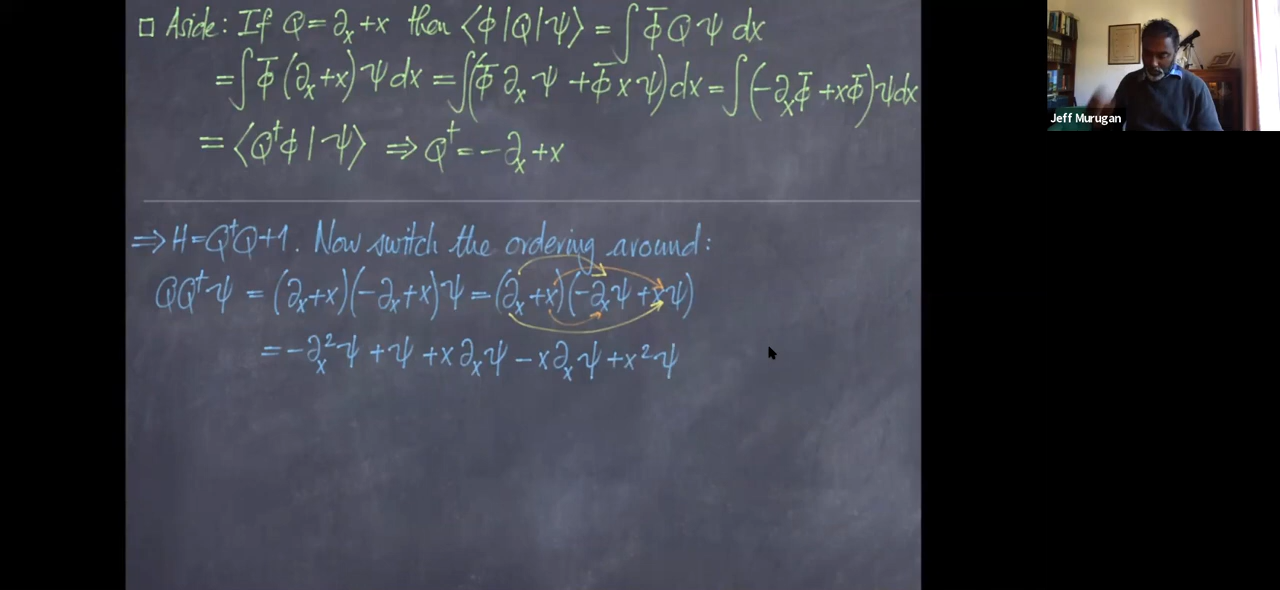 □ Aside: If Q = ∂ₓ+x then ⟨ϕ|Q|ψ⟩ = ∫ ϕ̄ Q ψ dx
= ∫ ϕ̄ (∂ₓ+x) ψ dx = ∫(ϕ̄ ∂ₓ ψ + ϕ̄ x ψ) dx = ∫(-∂ₓϕ̄ + xϕ̄) ψ dx
= ⟨Q†ϕ|ψ⟩ ⇒ Q† = -∂ₓ+x
⇒ H = Q†Q+1. Now switch the ordering around:
QQ†ψ = (∂ₓ+x)(-∂ₓ+x)ψ = (∂ₓ+x)(-∂ₓψ+xψ)
= -∂ₓ²ψ + ψ + x∂ₓψ - x∂ₓψ + x²ψ
Jeff Murugan